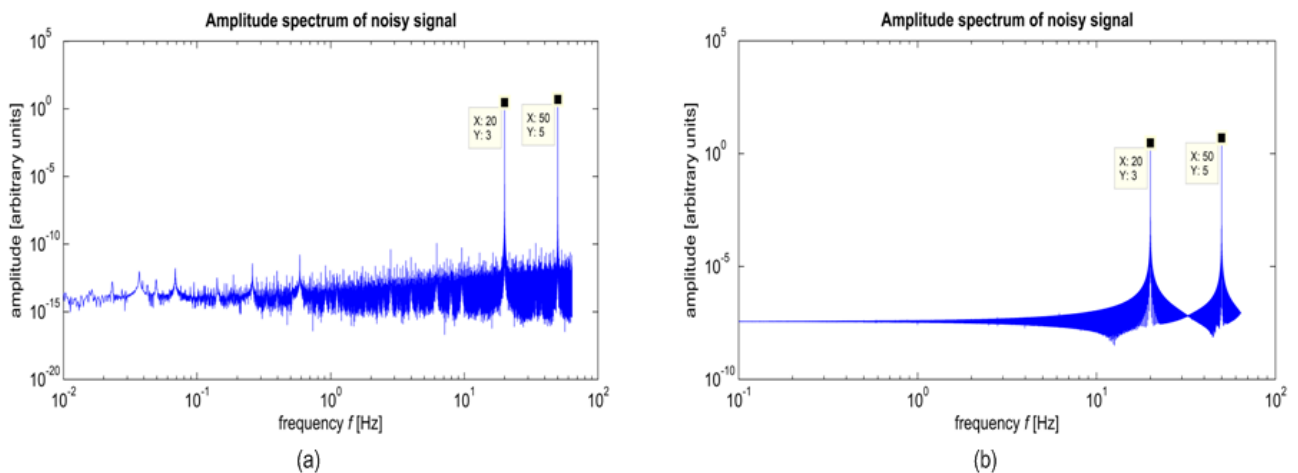 Amplitude spectrum of noisy signal
10^5
10^0
10^-5
10^-10
10^-15
10^-20
amplitude [arbitrary units]
X: 20
Y: 3
X: 50
Y: 5
10^-2
10^-1
10^0
10^1
10^2
frequency f [Hz]
(a)
Amplitude spectrum of noisy signal
10^5
10^0
10^-5
10^-10
amplitude [arbitrary units]
X: 20
Y: 3
X: 50
Y: 5
10^-1
10^0
10^1
10^2
frequency f [Hz]
(b)